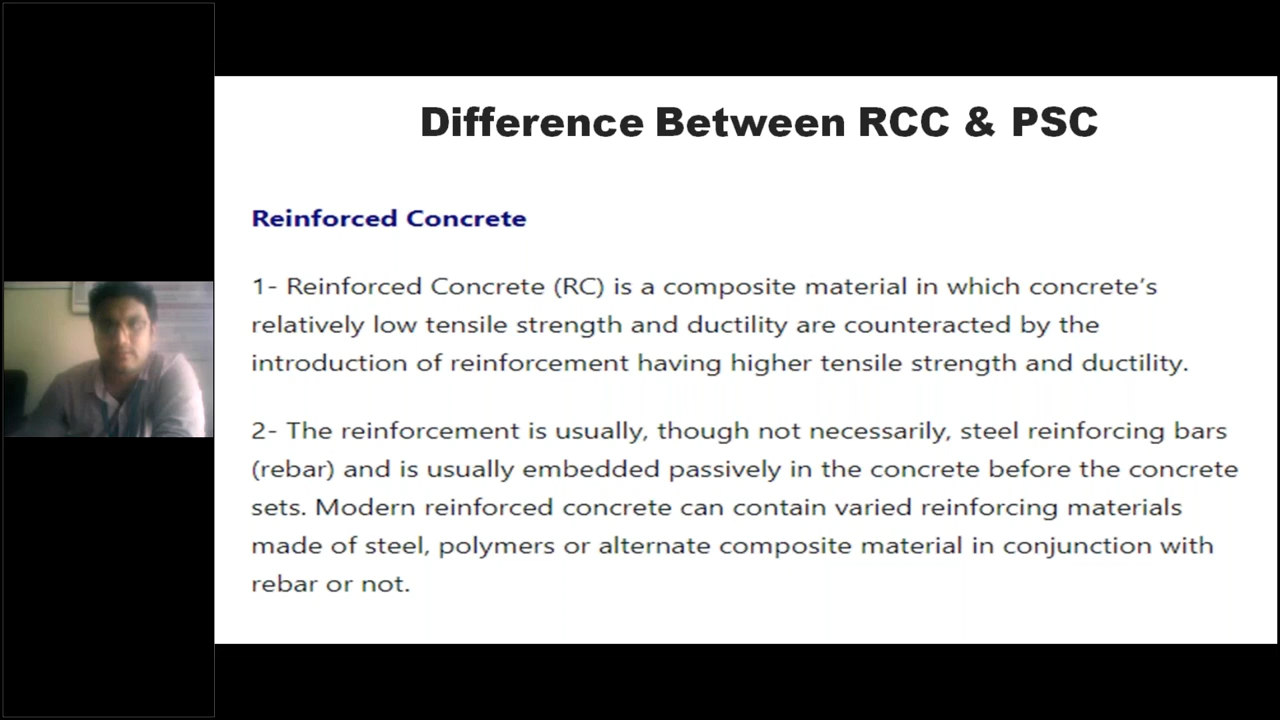 Difference Between RCC & PSC
Reinforced Concrete
1- Reinforced Concrete (RC) is a composite material in which concrete’s
relatively low tensile strength and ductility are counteracted by the
introduction of reinforcement having higher tensile strength and ductility.
2- The reinforcement is usually, though not necessarily, steel reinforcing bars
(rebar) and is usually embedded passively in the concrete before the concrete
sets. Modern reinforced concrete can contain varied reinforcing materials
made of steel, polymers or alternate composite material in conjunction with
rebar or not.